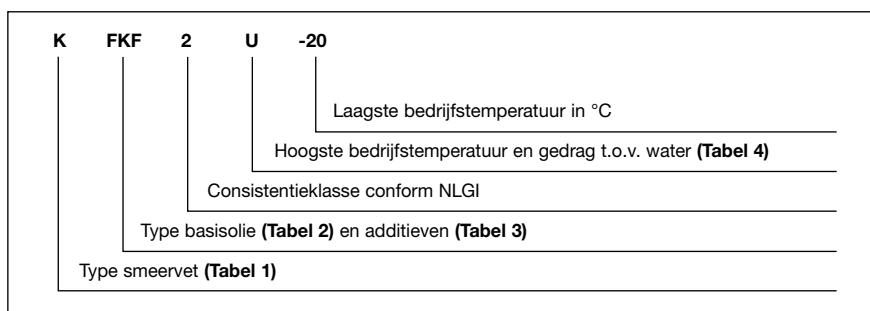 K FKF 2 U -20
Laagste bedrijfstemperatuur in °C
Hoogste bedrijfstemperatuur en gedrag t.o.v. water (Tabel 4)
Consistentieklasse conform NLGI
Type basisolie (Tabel 2) en additieven (Tabel 3)
Type smeervet (Tabel 1)